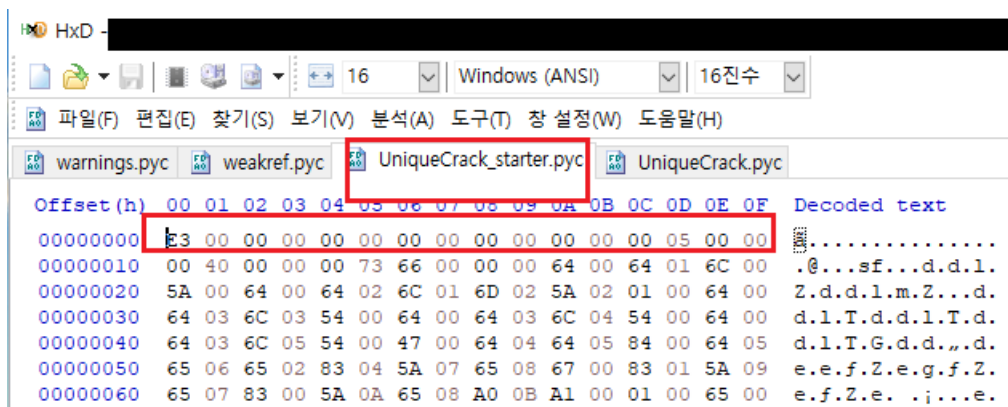 HxD -
16 Windows (ANSI) 16진수
파일(F) 편집(E) 찾기(S) 보기(V) 분석(A) 도구(T) 창 설정(W) 도움말(H)
warnings.pyc weakref.pyc UniqueCrack_starter.pyc UniqueCrack.pyc
Offset(h) 00 01 02 03 04 05 06 07 08 09 0A 0B 0C 0D 0E 0F Decoded text
00000000 E3 00 00 00 00 00 00 00 00 00 00 00 00 05 00 00 ã...............
00000010 00 40 00 00 00 73 66 00 00 00 64 00 64 01 6C 00 .@...sf...d.d.l.
00000020 5A 00 64 00 64 02 6C 01 6D 02 5A 02 01 00 64 00 Z.d.d.l.m.Z...d.
00000030 64 03 6C 03 54 00 64 00 64 03 6C 04 54 00 64 00 d.l.T.d.d.l.T.d.
00000040 64 03 6C 05 54 00 47 00 64 04 64 05 84 00 64 05 d.l.T.G.d.d.„.d.
00000050 65 06 65 02 83 04 5A 07 65 08 67 00 83 01 5A 09 e.e.ƒ.Z.e.g.ƒ.Z.
00000060 65 07 83 00 5A 0A 65 08 A0 0B A1 00 01 00 65 00 e.ƒ.Z.e. .¡...e.